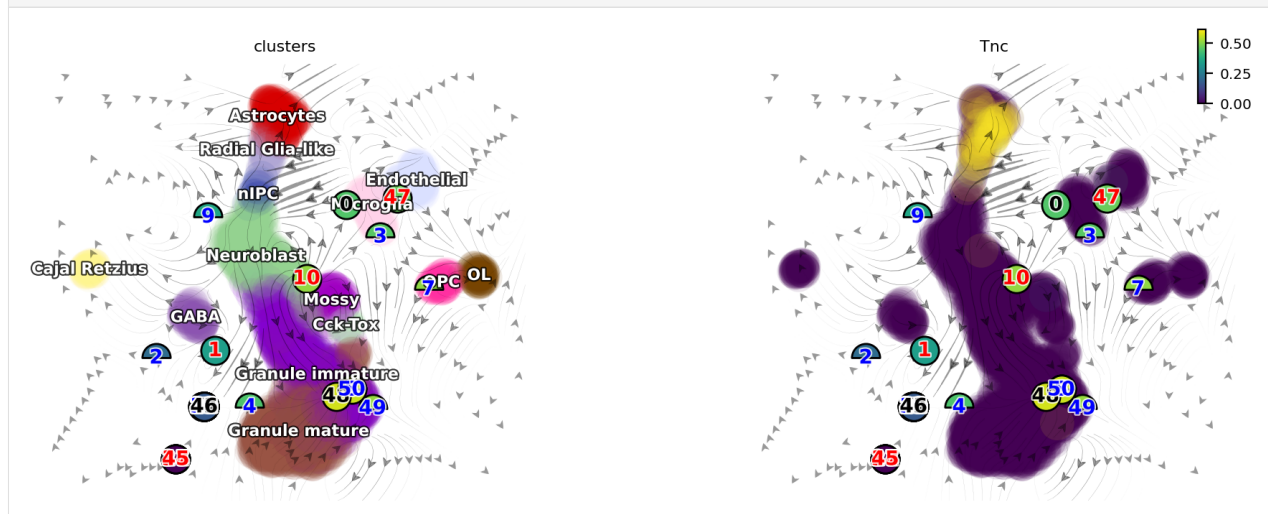 clusters
Astrocytes
Radial Glia-like
nIPC
Endothelial
47
0
Microglia
9
3
Neuroblast
Cajal Retzius
10
7
OPC
OL
Mossy
GABA
Cck-Tox
1
2
Granule immature
50
48
46
4
49
Granule mature
45
Tnc
0.50
0.25
0.00
47
0
9
3
10
7
1
2
50
48
46
4
49
45